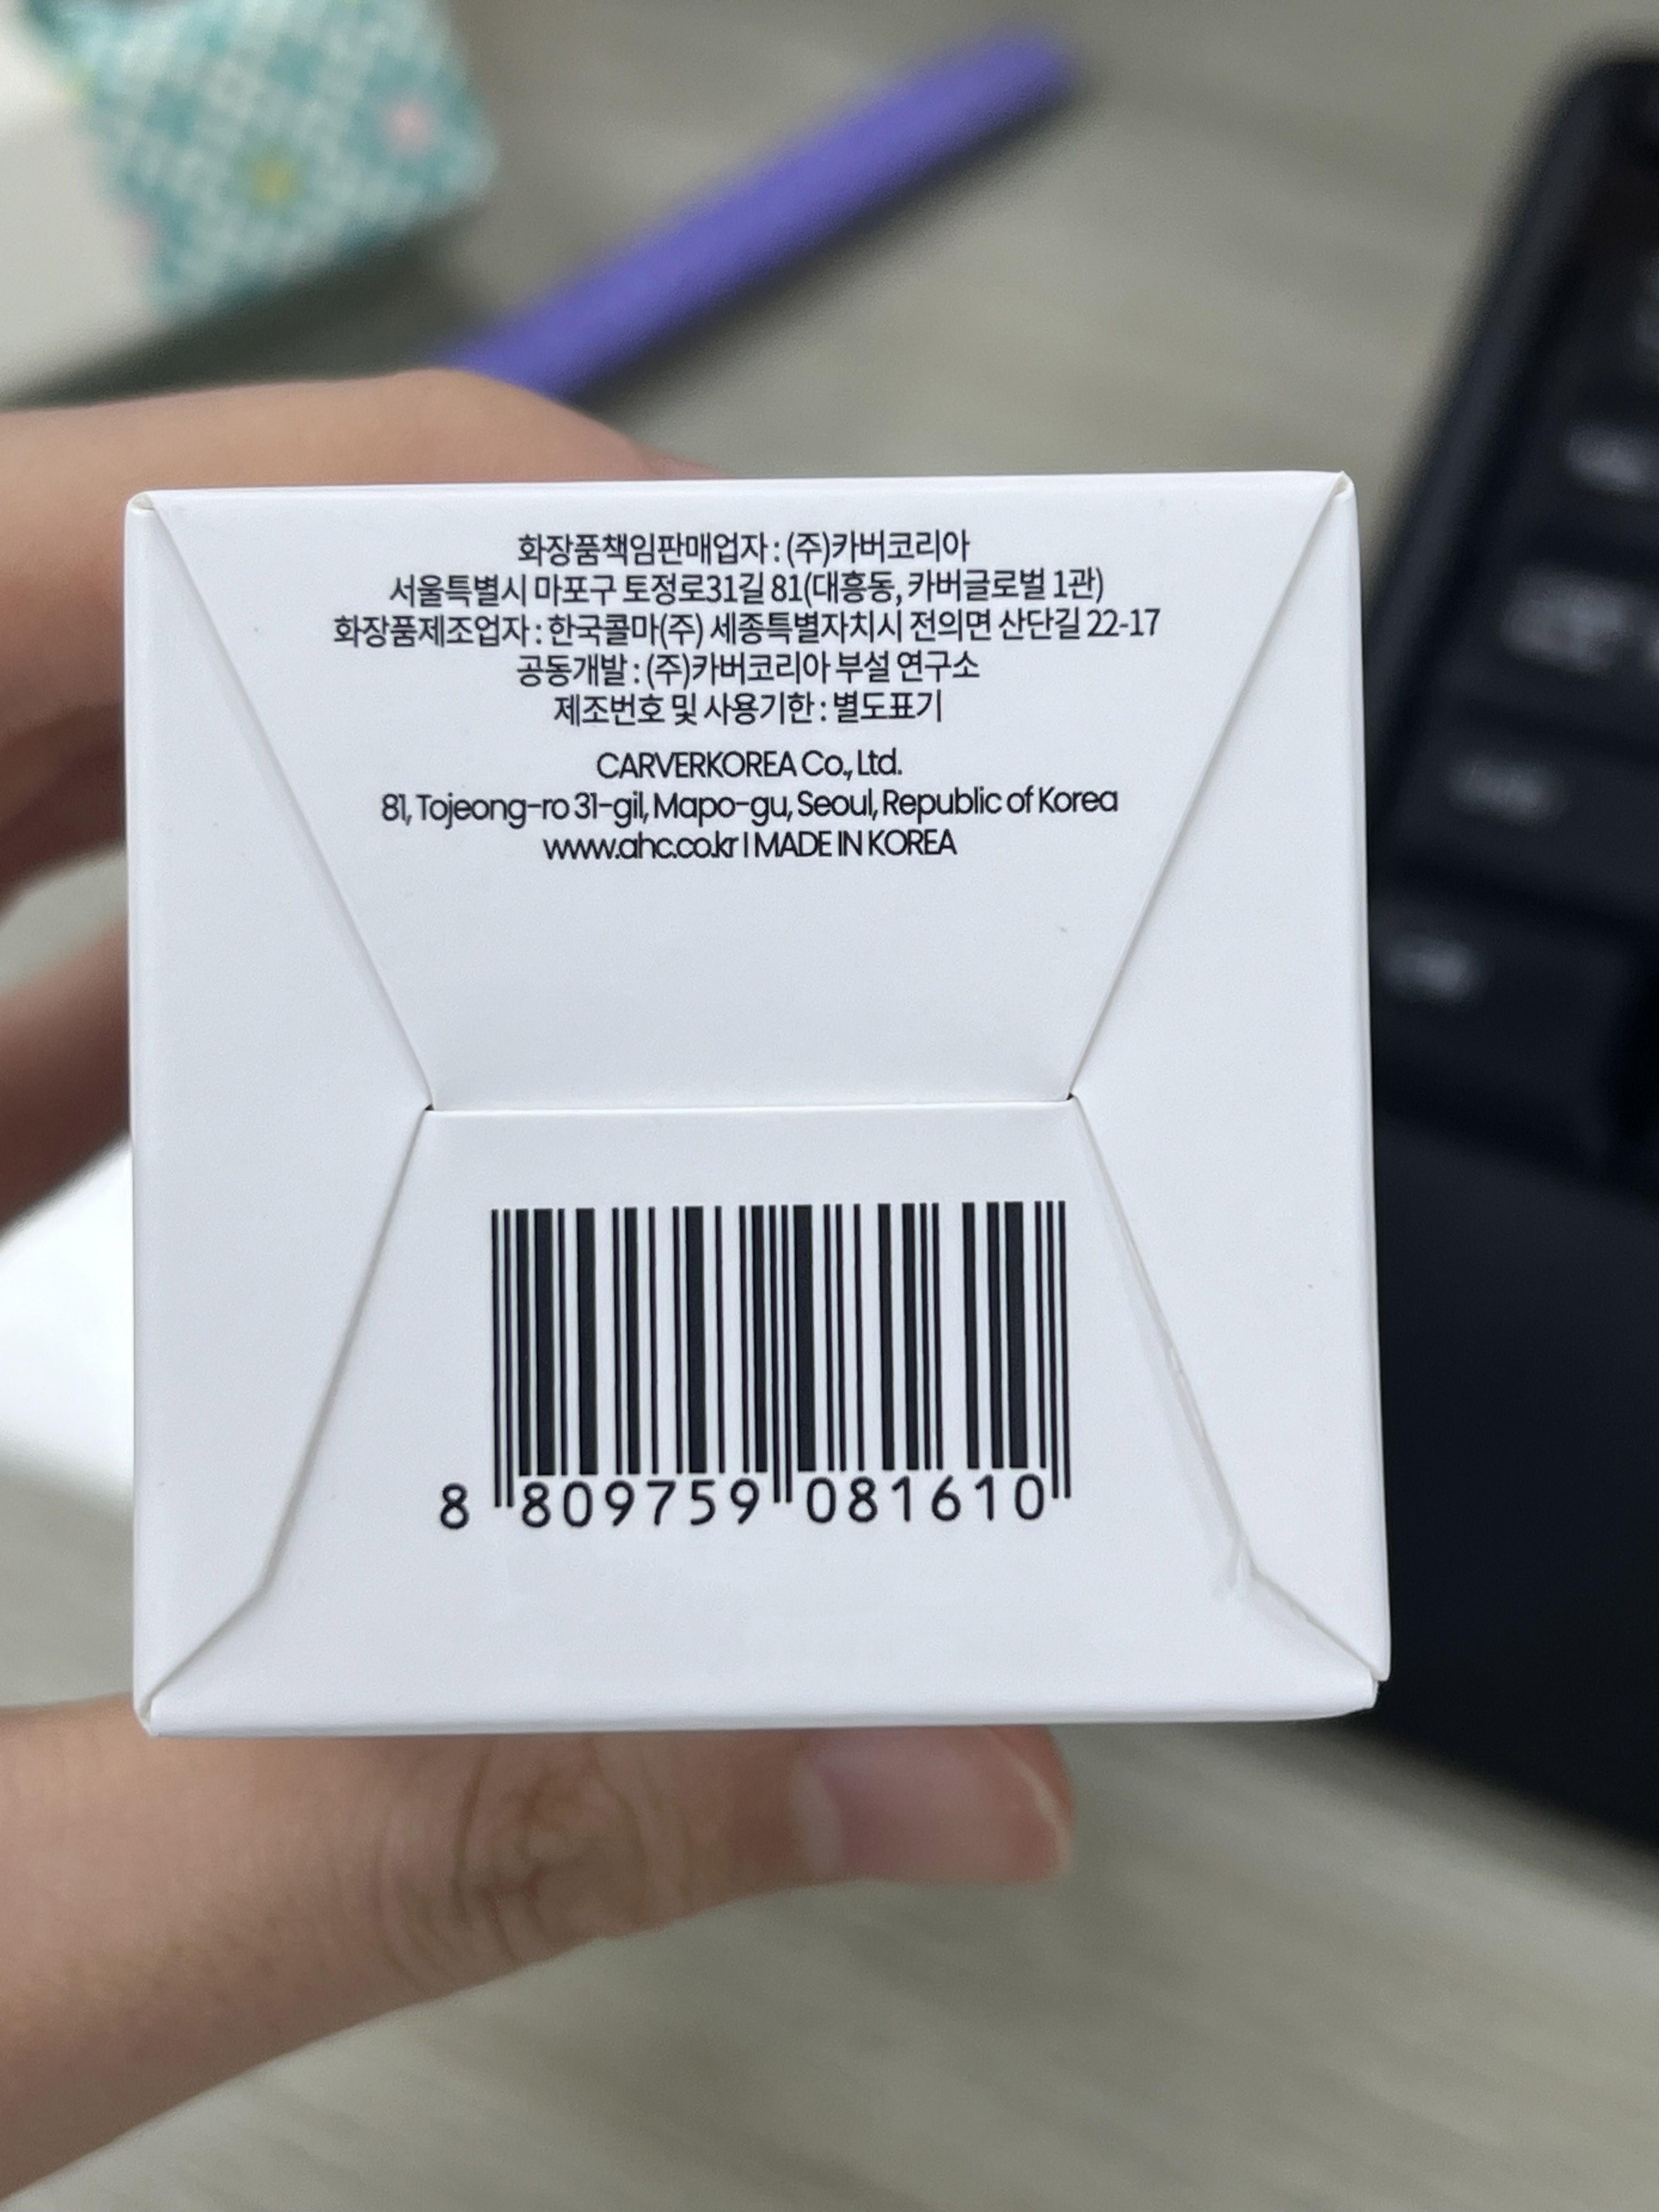 화장품책임판매업자 : (주)카버코리아
서울특별시 마포구 토정로31길 81(대흥동, 카버글로벌 1관)
화장품제조업자 : 한국콜마(주) 세종특별자치시 전의면 산단길 22-17
공동개발 : (주)카버코리아 부설 연구소
제조번호 및 사용기한 : 별도표기
CARVERKOREA Co., Ltd.
81, Tojeong-ro 31-gil, Mapo-gu, Seoul, Republic of Korea
www.ahc.co.kr I MADE IN KOREA
8 809759 081610